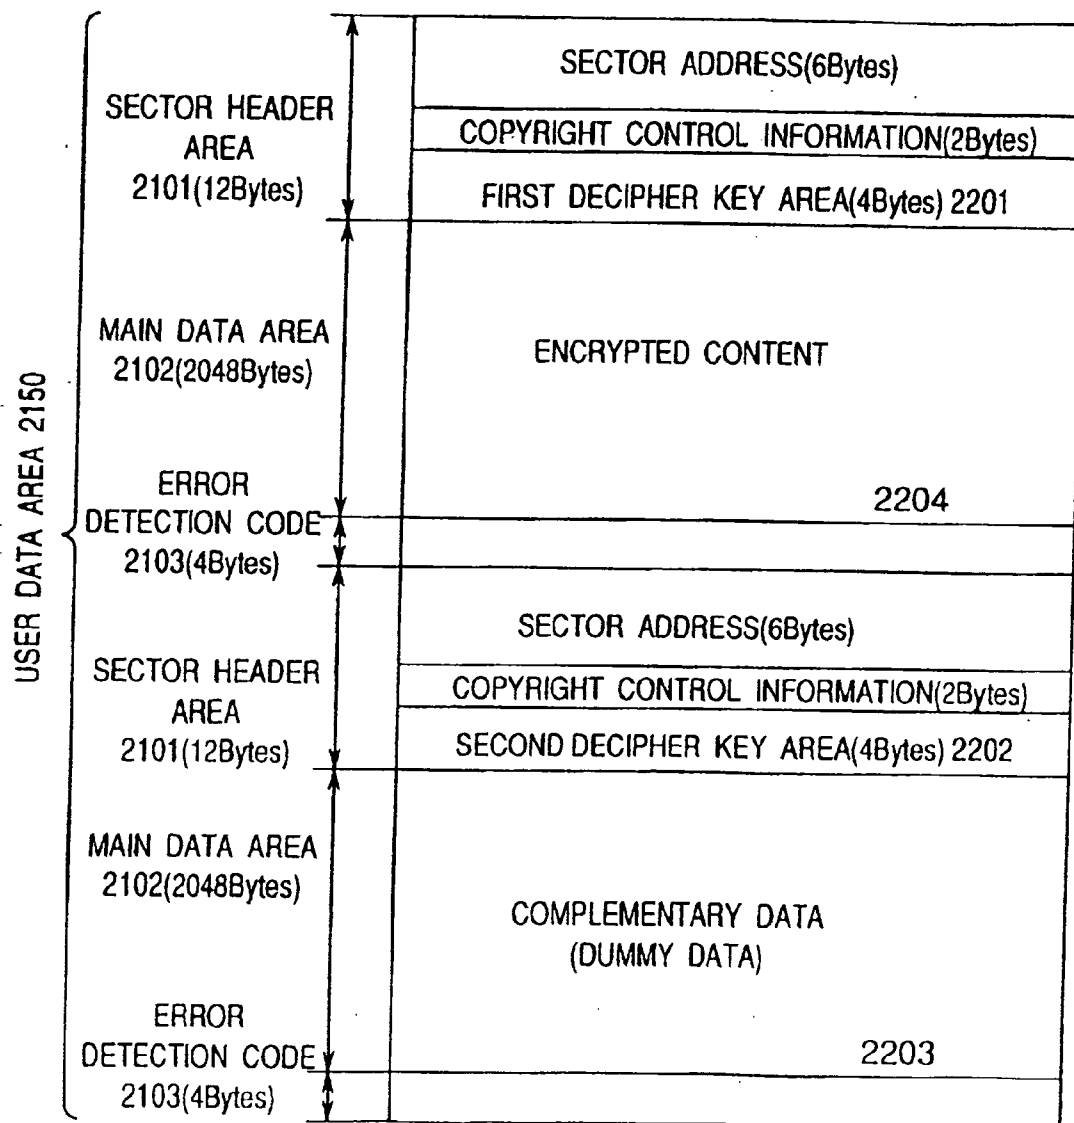 SECTOR ADDRESS(6Bytes)
SECTOR HEADER
AREA
2101(12Bytes)
COPYRIGHT CONTROL INFORMATION(2Bytes)
FIRST DECIPHER KEY AREA(4Bytes) 2201
MAIN DATA AREA
2102(2048Bytes)
ENCRYPTED CONTENT
USER DATA AREA 2150
ERROR
DETECTION CODE
2103(4Bytes)
2204
SECTOR ADDRESS(6Bytes)
SECTOR HEADER
AREA
2101(12Bytes)
COPYRIGHT CONTROL INFORMATION(2Bytes)
SECOND DECIPHER KEY AREA(4Bytes) 2202
MAIN DATA AREA
2102(2048Bytes)
COMPLEMENTARY DATA
(DUMMY DATA)
ERROR
DETECTION CODE
2103(4Bytes)
2203